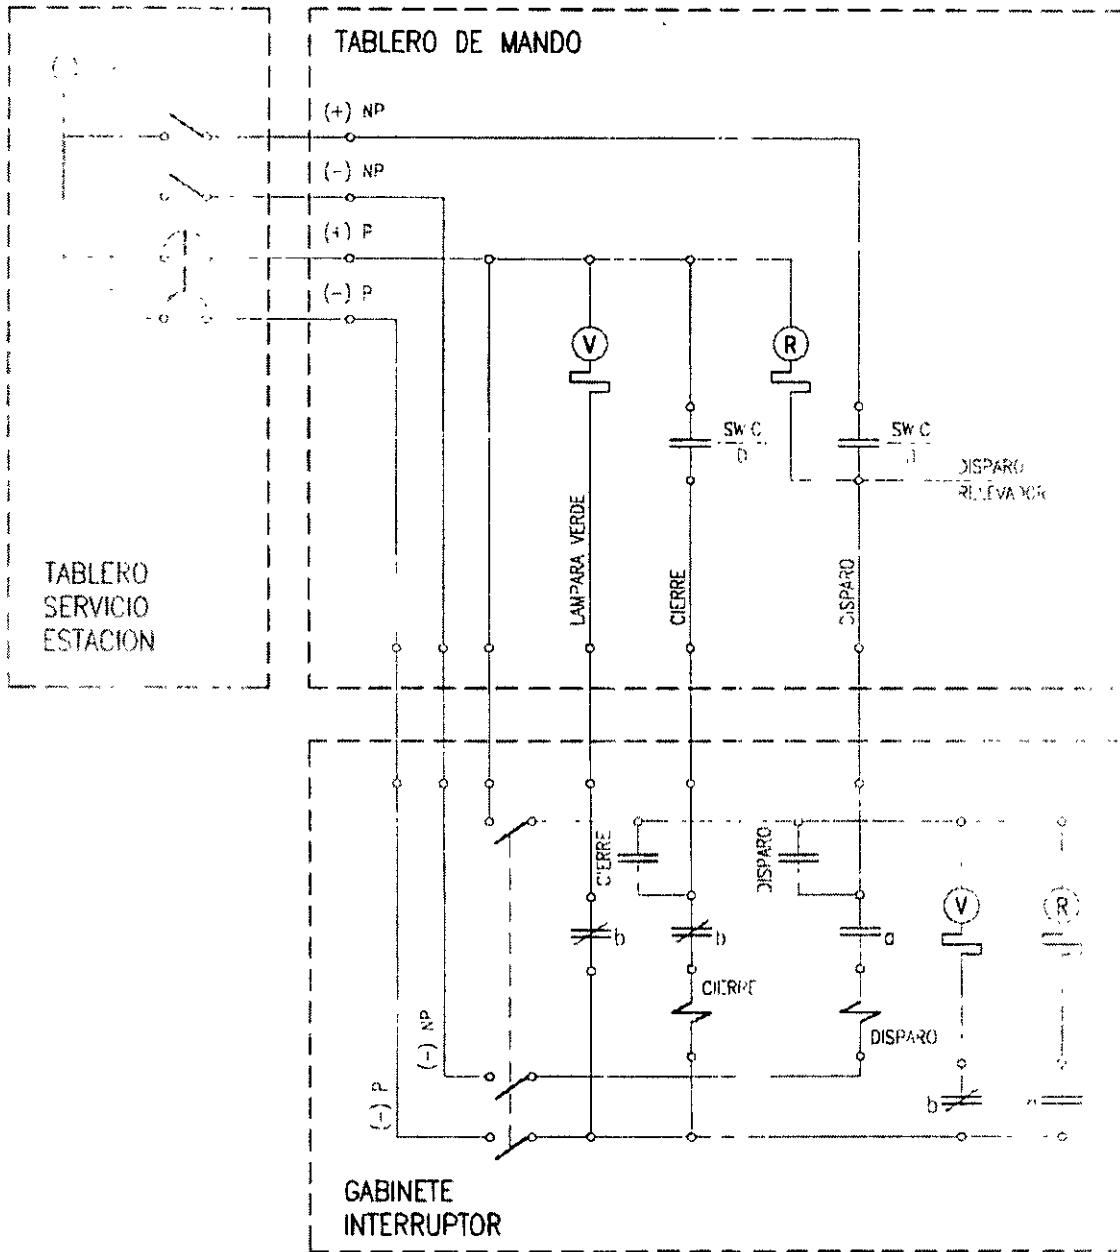 TABLERO DE MANDO
(+) NP
(-) NP
(+) P
(-) P
V
R
SW C
D
SW C
DISPARO
TABLERO
SERVICIO
ESTACION
LAMPARA VERDE
CIERRE
DISPARO
CIERRE
DISPARO
V
R
b
b
a
CIERRE
DISPARO
(-) NP
(-) P
b
GABINETE
INTERRUPTOR